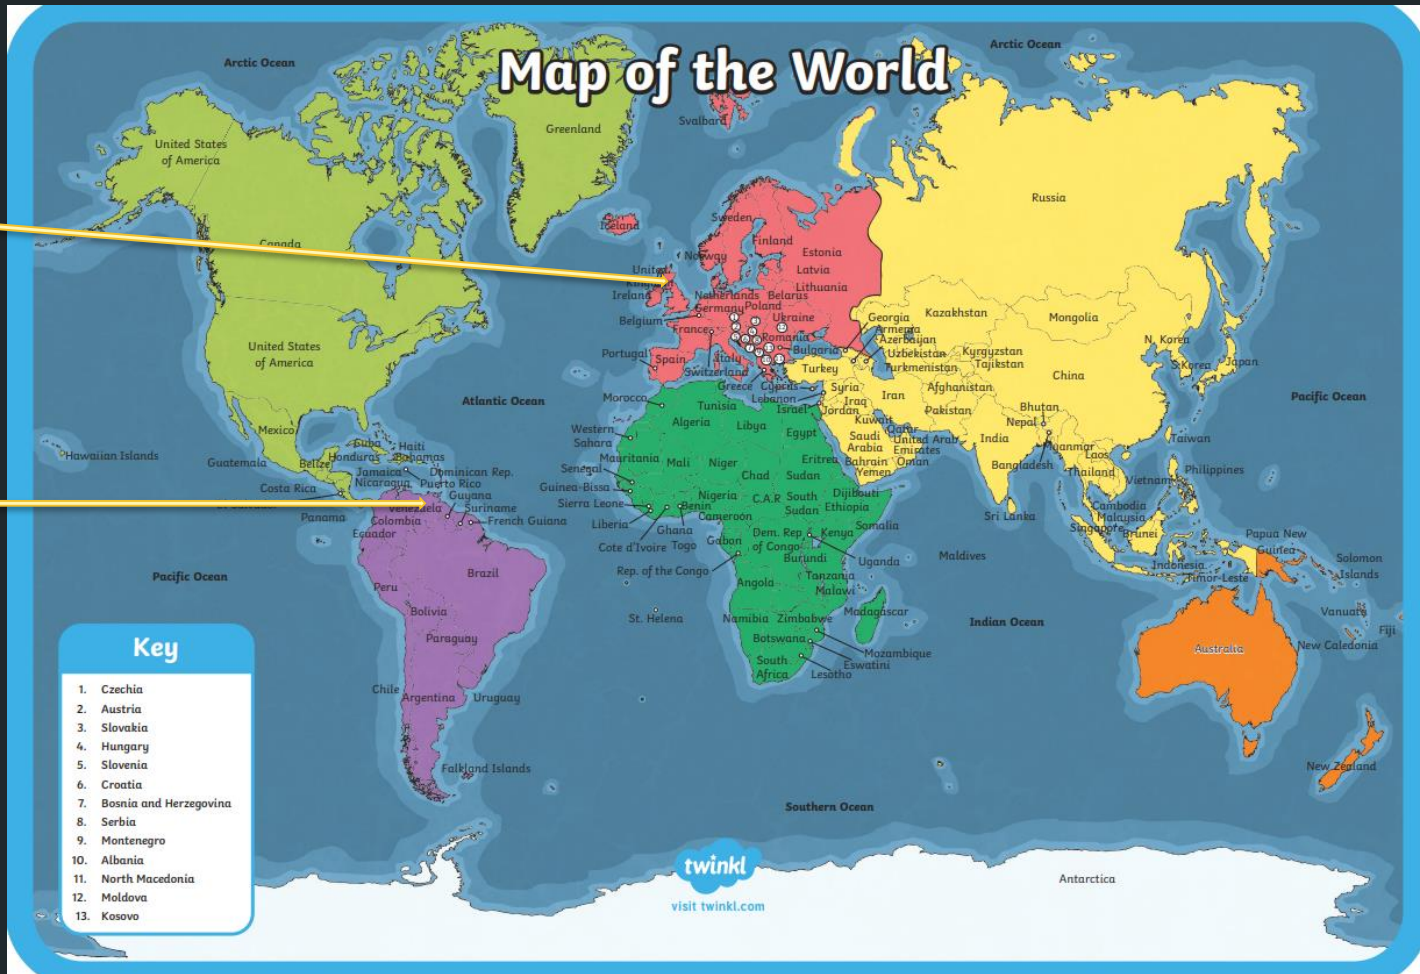 Map of the World
Arctic Ocean
Arctic Ocean
Greenland
Svalbard
United States
of America
Russia
Iceland
Sweden
Finland
Canada
Norway
Estonia
Latvia
Lithuania
United
Kingdom
Ireland
Netherlands
Belarus
Germany
Poland
Ukraine
Belgium
France
Romania
Bulgaria
Georgia
Armenia
Azerbaijan
Kazakhstan
Mongolia
Uzbekistan
Turkmenistan
Kyrgyzstan
Tajikistan
N. Korea
S.Korea
Japan
United States
of America
Portugal
Spain
Italy
Switzerland
Greece
Cyprus
Turkey
China
Atlantic Ocean
Pacific Ocean
Morocco
Tunisia
Lebanon
Israel
Syria
Iraq
Jordan
Iran
Afghanistan
Pakistan
Bhutan
Nepal
Algeria
Libya
Egypt
Kuwait
Qatar
Saudi
Arabia
United Arab
Emirates
Bahrain
Oman
Yemen
India
Bangladesh
Myanmar
Laos
Thailand
Vietnam
Taiwan
Philippines
Mexico
Hawaiian Islands
Cuba
Haiti
Bahamas
Guatemala
Belize
Honduras
Jamaica
Dominican Rep.
Nicaragua
Puerto Rico
Costa Rica
El Salvador
Panama
Venezuela
Guyana
Suriname
French Guiana
Colombia
Ecuador
Western
Sahara
Mauritania
Mali
Niger
Chad
Sudan
Eritrea
Senegal
Guinea-Bissa
Sierra Leone
Liberia
Nigeria
Benin
C.A.R
South
Sudan
Dijibouti
Ethiopia
Somalia
Ghana
Cameroon
Cote d'Ivoire
Togo
Gabon
Dem. Rep.
of Congo
Kenya
Uganda
Burundi
Rep. of the Congo
Tanzania
Malawi
Angola
Maldives
Sri Lanka
Cambodia
Malaysia
Singapore
Brunei
Indonesia
Timor-Leste
Papua New
Guinea
Solomon
Islands
Pacific Ocean
Peru
Brazil
Bolivia
Paraguay
Chile
Argentina
Uruguay
Falkland Islands
St. Helena
Namibia
Zimbabwe
Madagascar
Botswana
Mozambique
Eswatini
South
Africa
Lesotho
Indian Ocean
Vanuatu
Fiji
New Caledonia
Australia
New Zealand
Southern Ocean
Antarctica
Key
1. Czechia
2. Austria
3. Slovakia
4. Hungary
5. Slovenia
6. Croatia
7. Bosnia and Herzegovina
8. Serbia
9. Montenegro
10. Albania
11. North Macedonia
12. Moldova
13. Kosovo
twinkl
visit twinkl.com